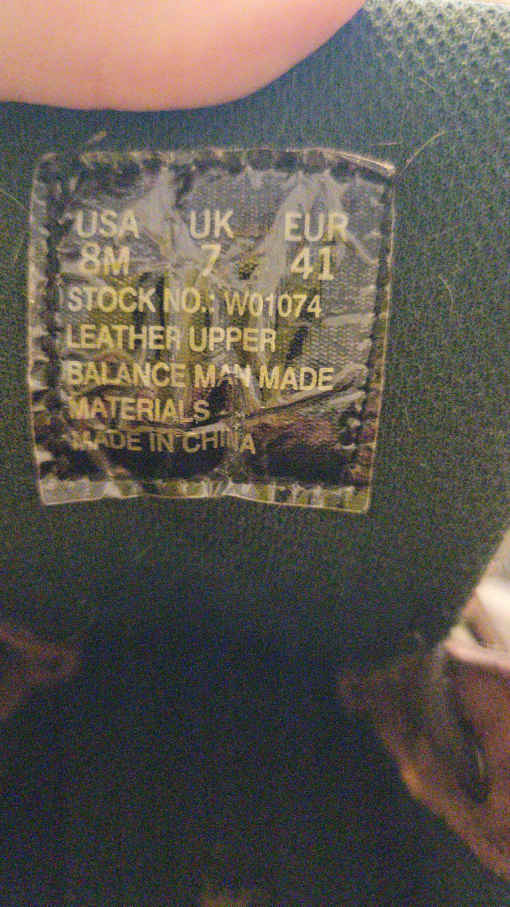 USA UK EUR
8M 7 41
STOCK NO.: W01074
LEATHER UPPER
BALANCE MAN MADE
MATERIALS
MADE IN CHINA